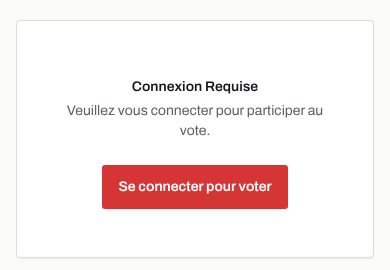 Connexion Requise
Veuillez vous connecter pour participer au
vote.
Se connecter pour voter